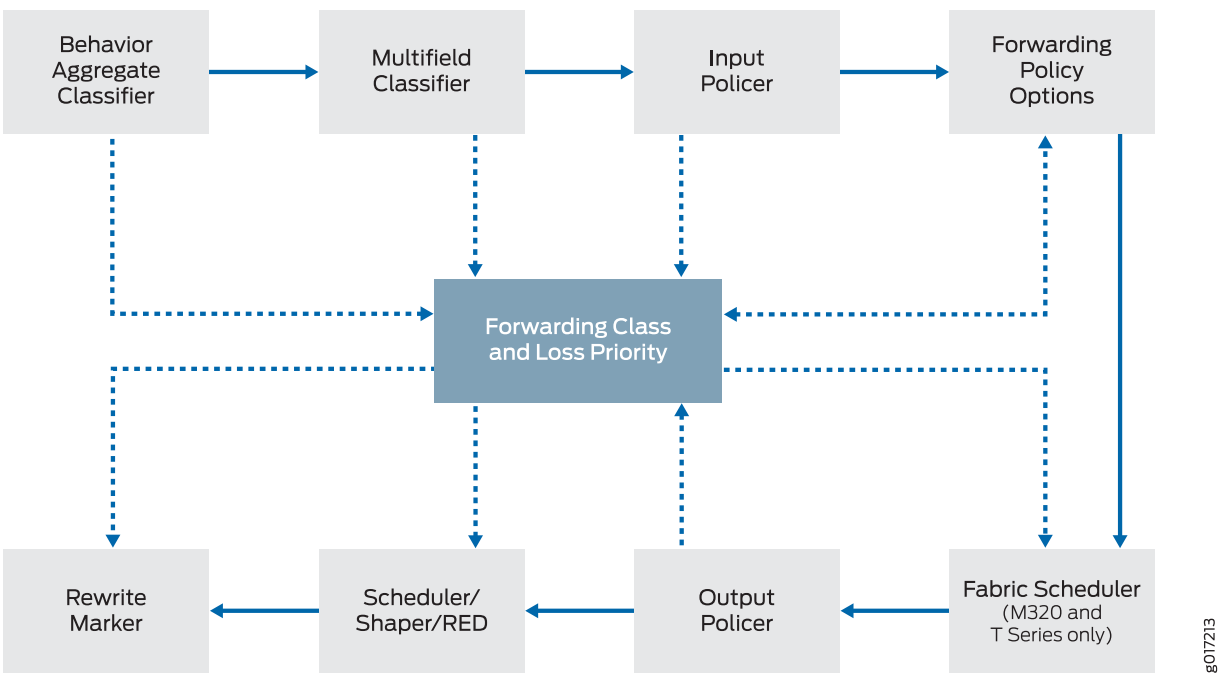 Behavior
Aggregate
Classifier
Multifield
Classifier
Input
Policer
Forwarding
Policy
Options
Forwarding Class
and Loss Priority
Rewrite
Marker
Scheduler/
Shaper/RED
Output
Policer
Fabric Scheduler
(M320 and
T Series only)
g017213